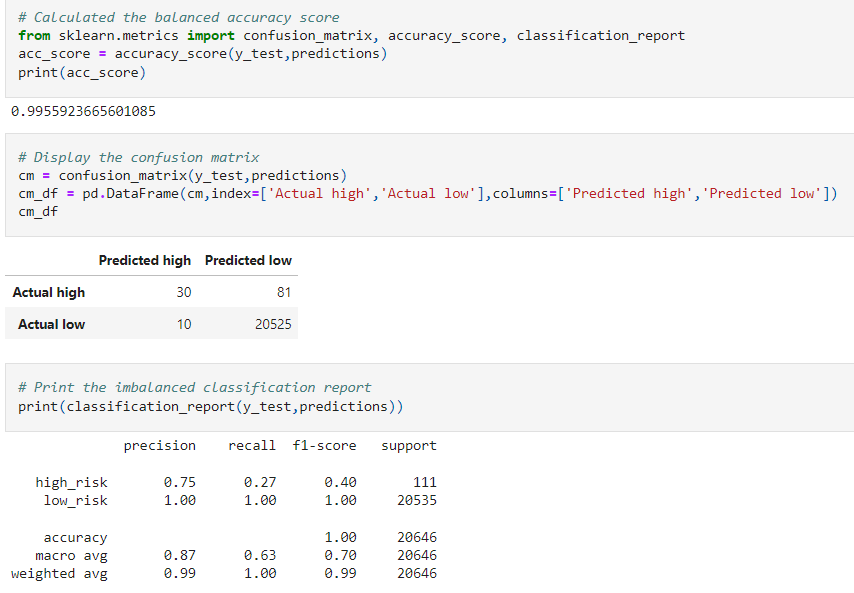 # Calculated the balanced accuracy score
from sklearn.metrics import confusion_matrix, accuracy_score, classification_report
acc_score = accuracy_score(y_test,predictions)
print(acc_score)
0.9955923665601085
# Display the confusion matrix
cm = confusion_matrix(y_test,predictions)
cm_df = pd.DataFrame(cm,index=['Actual high','Actual low'],columns=['Predicted high','Predicted low'])
cm_df
Predicted high Predicted low
Actual high 30 81
Actual low 10 20525
# Print the imbalanced classification report
print(classification_report(y_test,predictions))
precision recall f1-score support
high_risk 0.75 0.27 0.40 111
low_risk 1.00 1.00 1.00 20535
accuracy 1.00 20646
macro avg 0.87 0.63 0.70 20646
weighted avg 0.99 1.00 0.99 20646